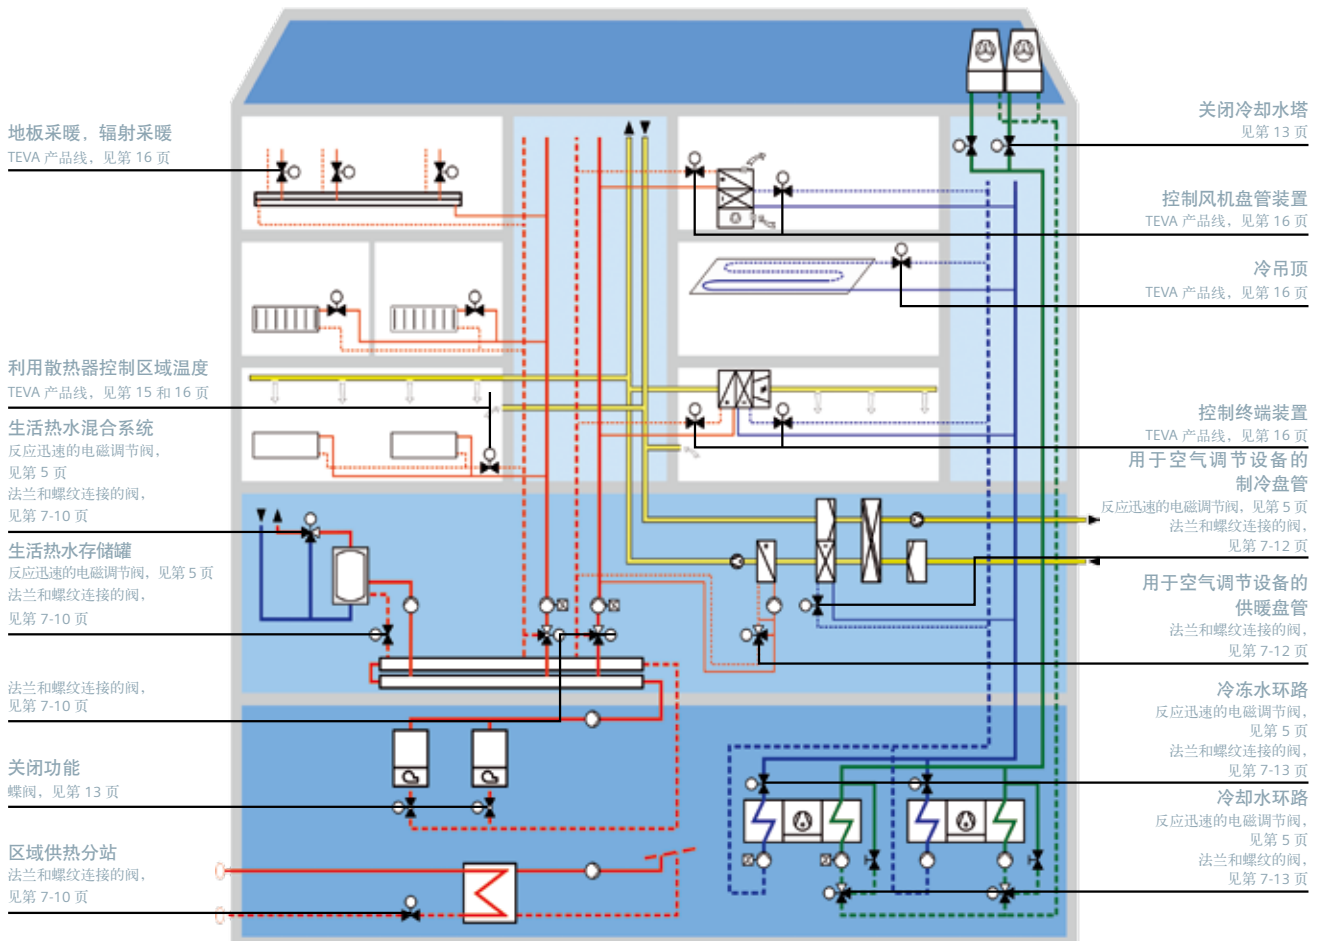 地板采暖，辐射采暖
TEVA 产品线，见第 16 页
利用散热器控制区域温度
TEVA 产品线，见第 15 和 16 页
生活热水混合系统
反应迅速的电磁调节阀，
见第 5 页
法兰和螺纹连接的阀，
见第 7-10 页
生活热水存储罐
反应迅速的电磁调节阀，见第 5 页
法兰和螺纹连接的阀，
见第 7-10 页
法兰和螺纹连接的阀，
见第 7-10 页
关闭功能
蝶阀，见第 13 页
区域供热分站
法兰和螺纹连接的阀，
见第 7-10 页
关闭冷却水塔
见第 13 页
控制风机盘管装置
TEVA 产品线，见第 16 页
冷吊顶
TEVA 产品线，见第 16 页
控制终端装置
TEVA 产品线，见第 16 页
用于空气调节设备的
制冷盘管
反应迅速的电磁调节阀，见第 5 页
法兰和螺纹连接的阀，
见第 7-12 页
用于空气调节设备的
供暖盘管
法兰和螺纹连接的阀，
见第 7-12 页
冷冻水环路
反应迅速的电磁调节阀，
见第 5 页
法兰和螺纹连接的阀，
见第 7-13 页
冷却水环路
反应迅速的电磁调节阀，
见第 5 页
法兰和螺纹的阀，
见第 7-13 页